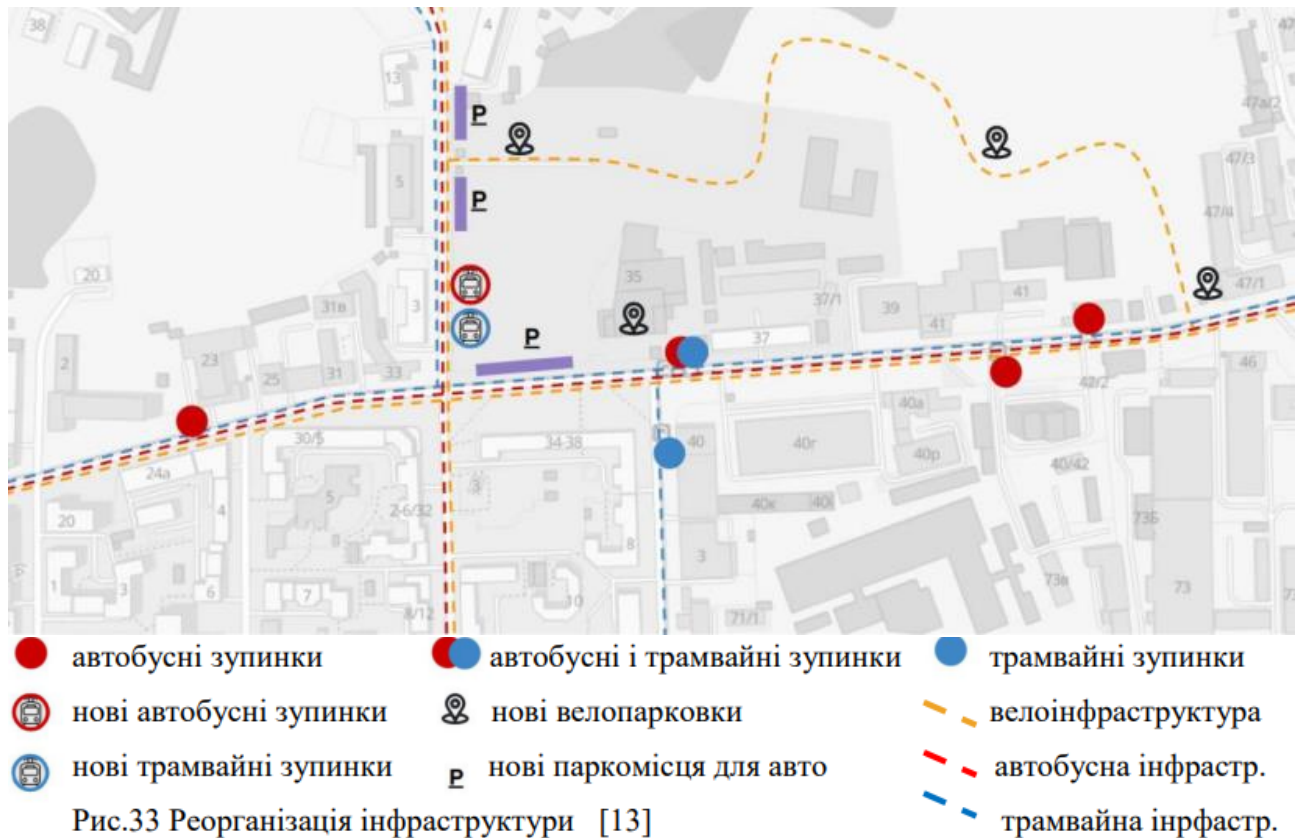 38
4
13
P
47а/2
47/3
5
P
47/4
20
35
47/1
31в
3
37/1
39
41
41
P
37
2
23
25
31
33
46
42/2
40а
30/5
34-38
40
40г
40р
24а
40/42
5
3
20
4
2-6/32
40к
40і
73Б
8
3
1
3
6
7
10
73в
73
8/12
71/1
автобусні зупинки
автобусні і трамвайні зупинки
трамвайні зупинки
нові автобусні зупинки
нові велопарковки
велоінфраструктура
нові трамвайні зупинки
P
нові паркомісця для авто
автобусна інфрастр.
Рис.33 Реорганізація інфраструктури [13]
трамвайна інрфастр.